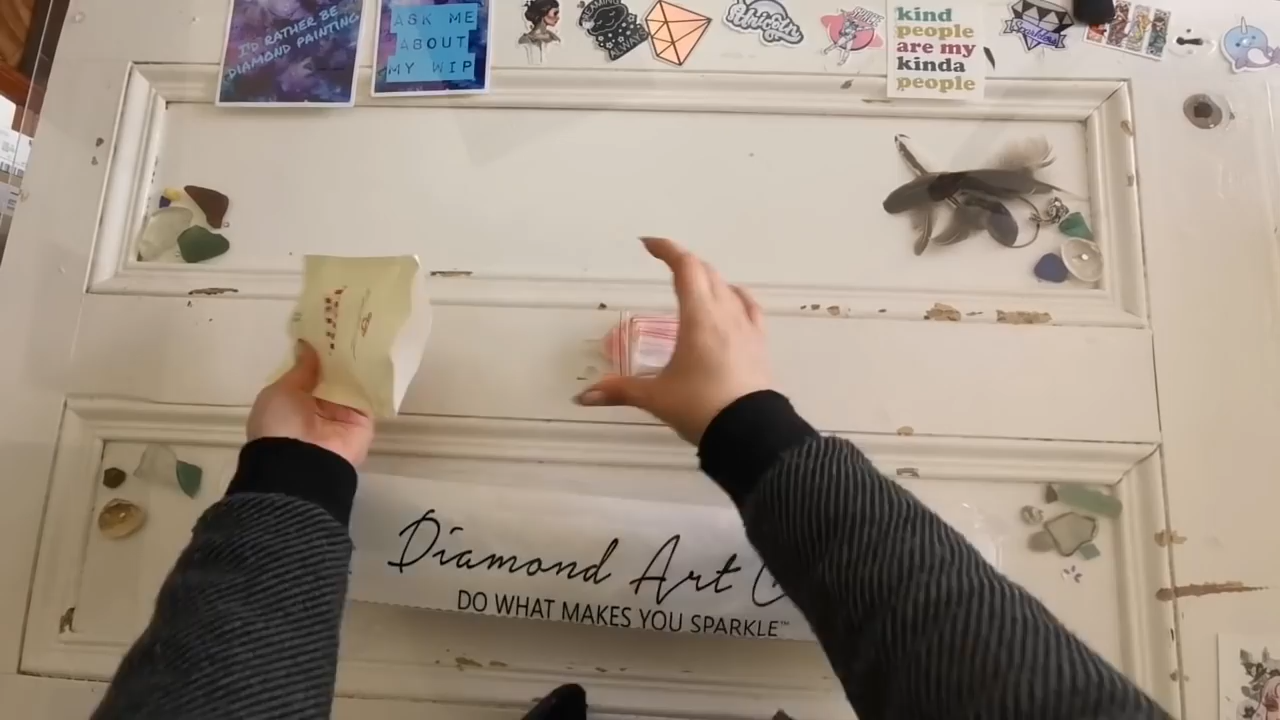 I'D RATHER BE
DIAMOND PAINTING
ASK ME
ABOUT
MY WIP
kind
people
are my
kinda
people
Sparkles
Diamond Art
DO WHAT MAKES YOU SPARKLE™